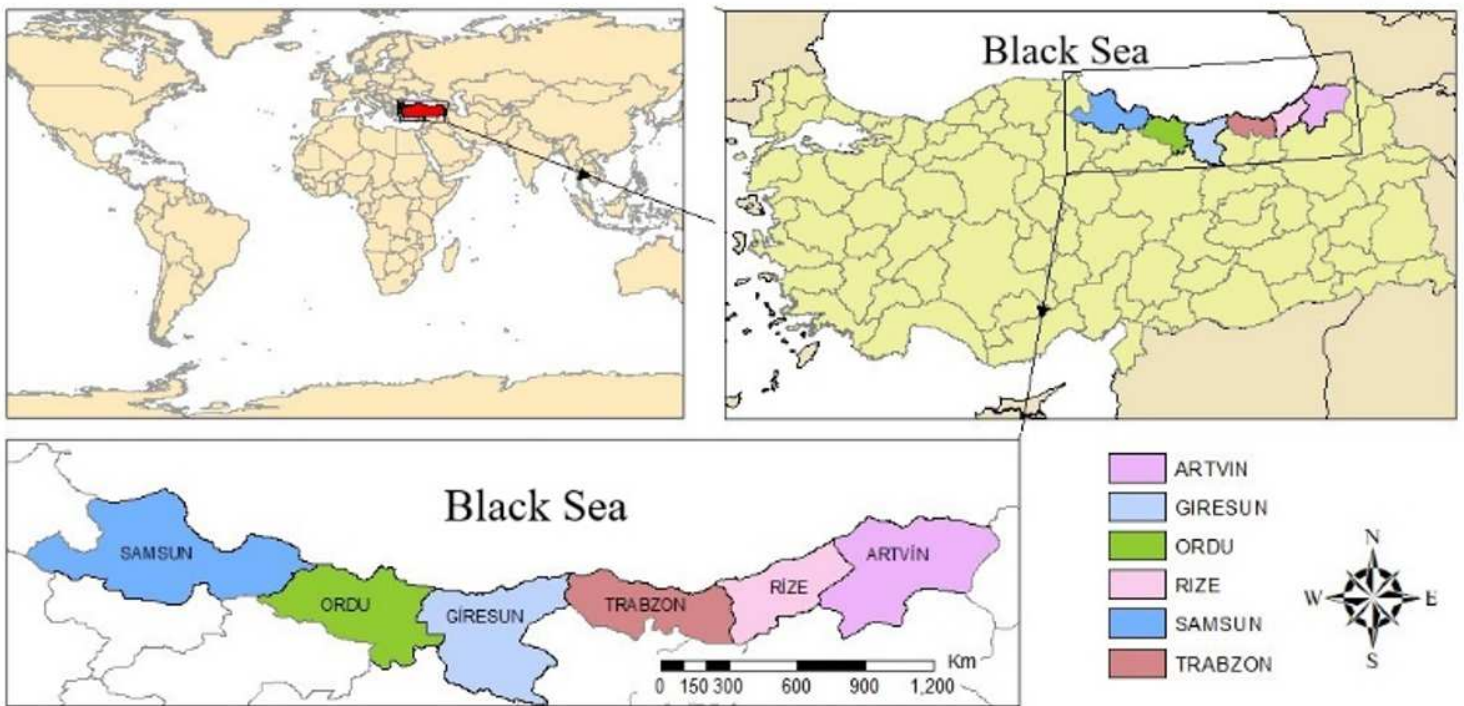 Black Sea
Black Sea
SAMSUN
ORDU
GİRESUN
TRABZON
RİZE
ARTVİN
Km
0 150 300 600 900 1,200
ARTVIN
GIRESUN
ORDU
RIZE
SAMSUN
TRABZON
N
W E
S